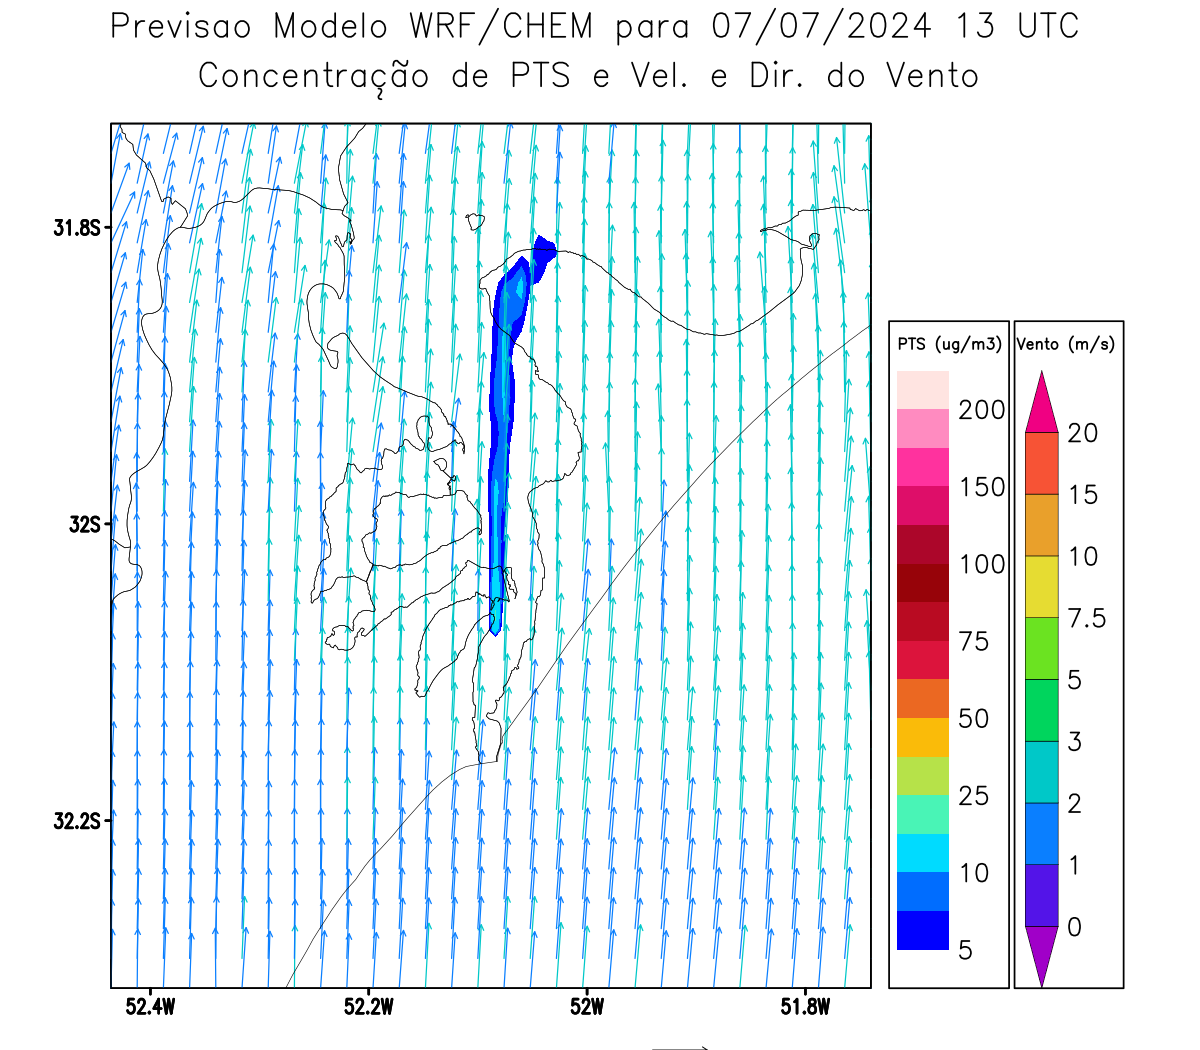 Previsao Modelo WRF/CHEM para 07/07/2024 13 UTC
Concentração de PTS e Vel. e Dir. do Vento
31.8S
32S
32.2S
52.4W 52.2W 52W 51.8W
PTS (ug/m3)
200
150
100
75
50
25
10
5
Vento (m/s)
20
15
10
7.5
5
3
2
1
0